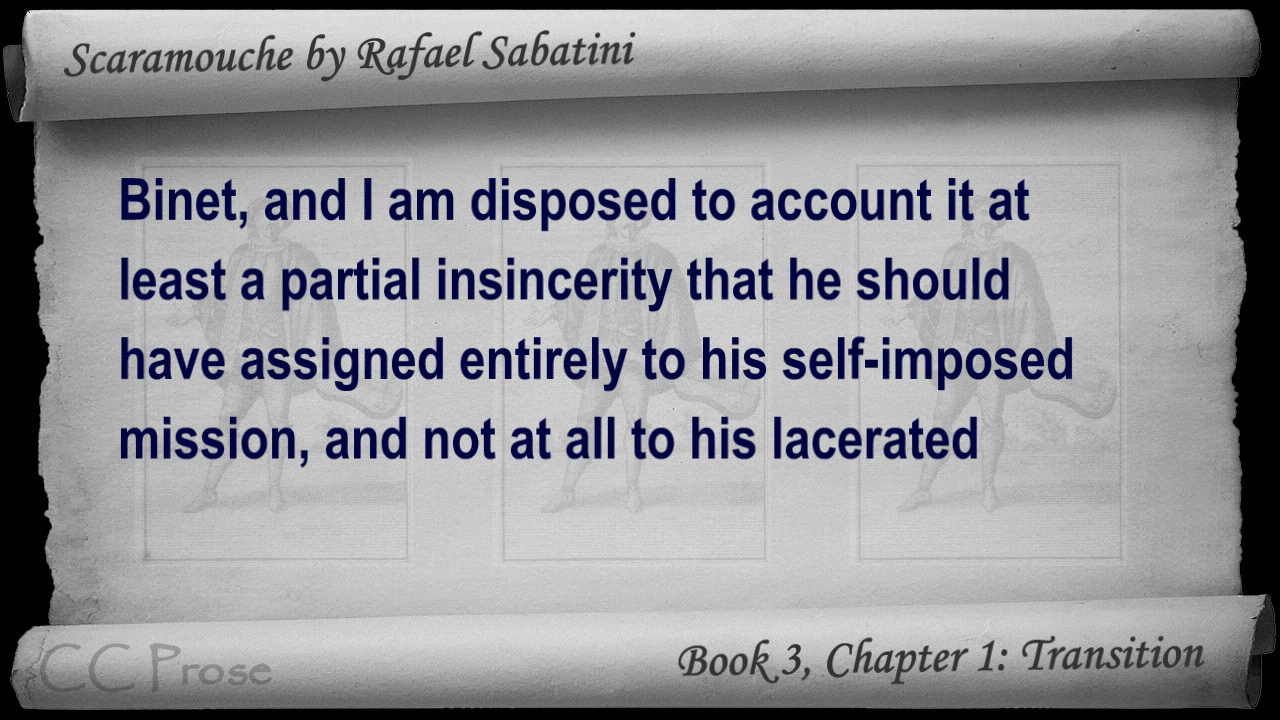 Scaramouche by Rafael Sabatini
Binet, and I am disposed to account it at
least a partial insincerity that he should
have assigned entirely to his self-imposed
mission, and not at all to his lacerated
CC Prose
Book 3, Chapter 1: Transition